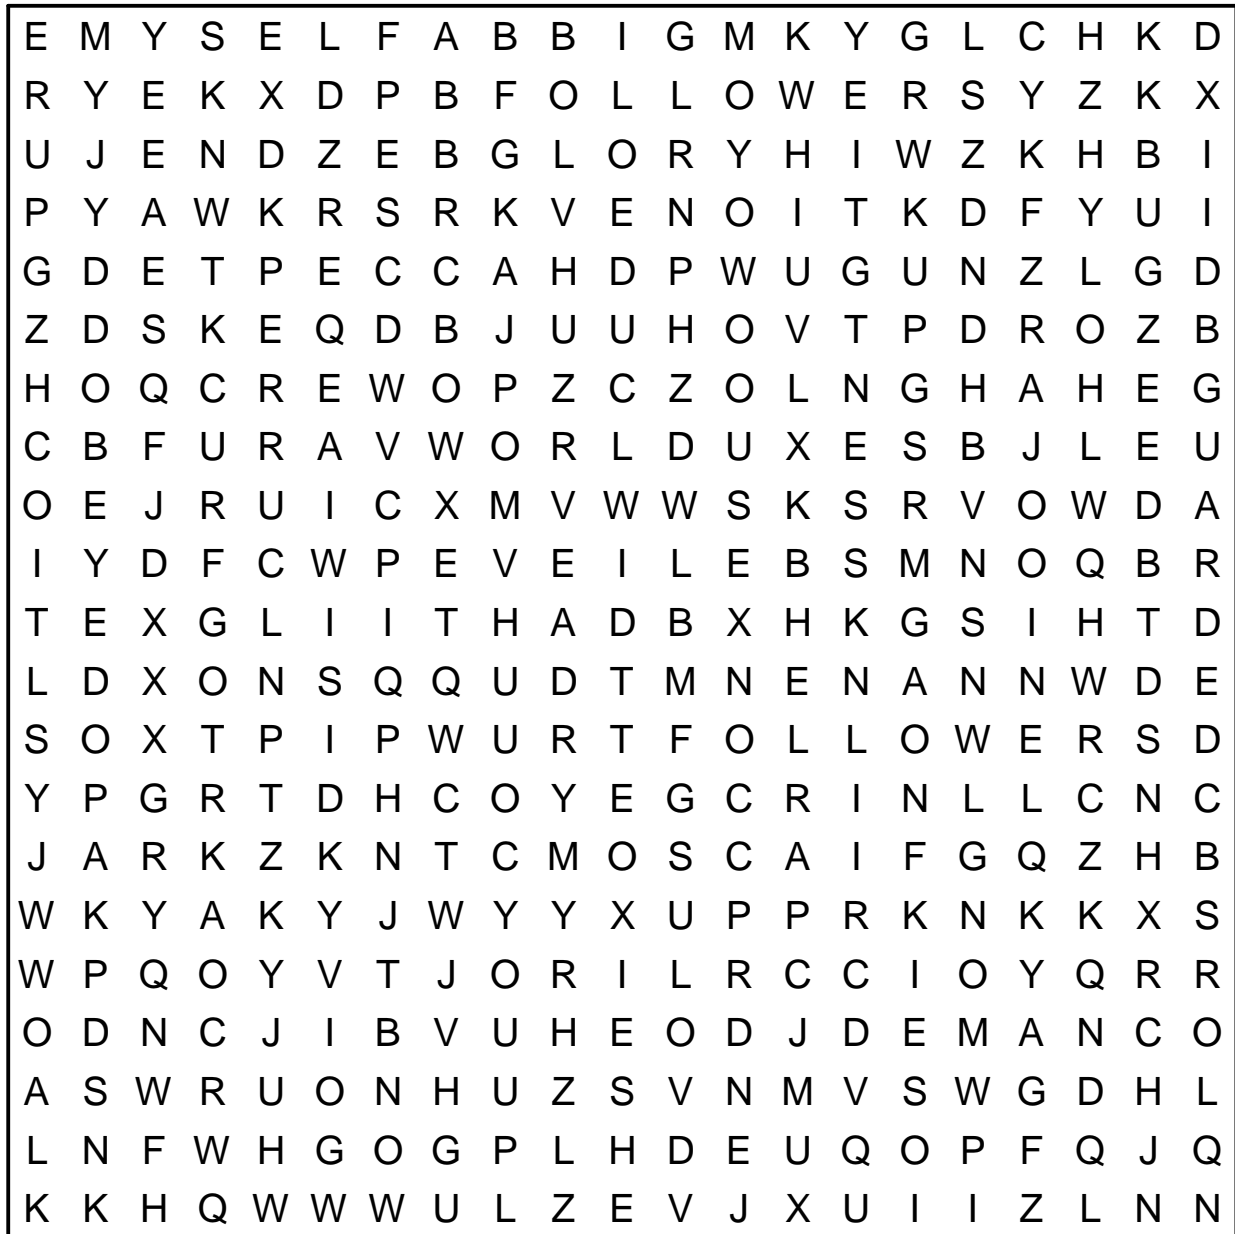 E M Y S E L F A B B I G M K Y G L C H K D
R Y E K X D P B F O L L O W E R S Y Z K X
U J E N D Z E B G L O R Y H I W Z K H B I
P Y A W K R S R K V E N O I T K D F Y U I
G D E T P E C C A H D P W U G U N Z L G D
Z D S K E Q D B J U U H O V T P D R O Z B
H O Q C R E W O P Z C Z O L N G H A H E G
C B F U R A V W O R L D U X E S B J L E U
O E J R U I C X M V W W S K S R V O W D A
I Y D F C W P E V E I L E B S M N O Q B R
T E X G L I I T H A D B X H K G S I H T D
L D X O N S Q Q U D T M N E N A N N W D E
S O X T P I P W U R T F O L L O W E R S D
Y P G R T D H C O Y E G C R I N L L C N C
J A R K Z K N T C M O S C A I F G Q Z H B
W K Y A K Y J W Y Y X U P P R K N K K X S
W P Q O Y V T J O R I L R C C I O Y Q R R
O D N C J I B V U H E O D J D E M A N C O
A S W R U O N H U Z S V N M V S W G D H L
L N F W H G O G P L H D E U Q O P F Q J Q
K K H Q W W W U L Z E V J X U I I Z L N N